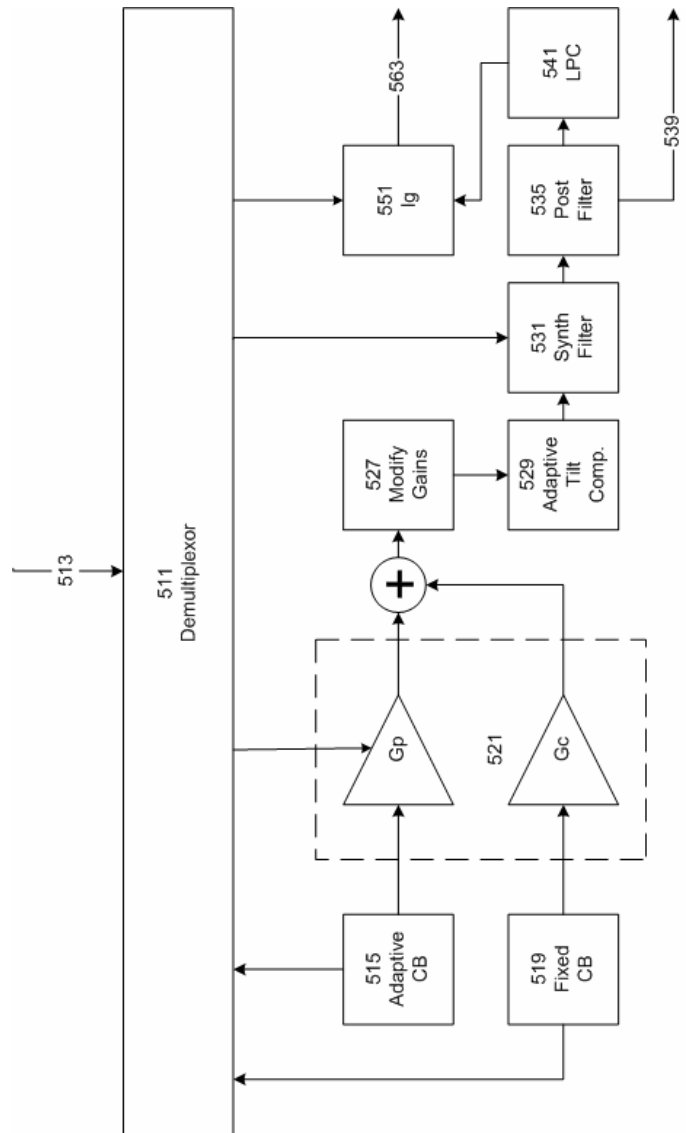 513
511
Demultiplexor
515
Adaptive
CB
519
Fixed
CB
Gp
521
Gc
+
527
Modify
Gains
529
Adaptive
Tilt
Comp.
531
Synth
Filter
551
Ig
535
Post
Filter
541
LPC
563
539